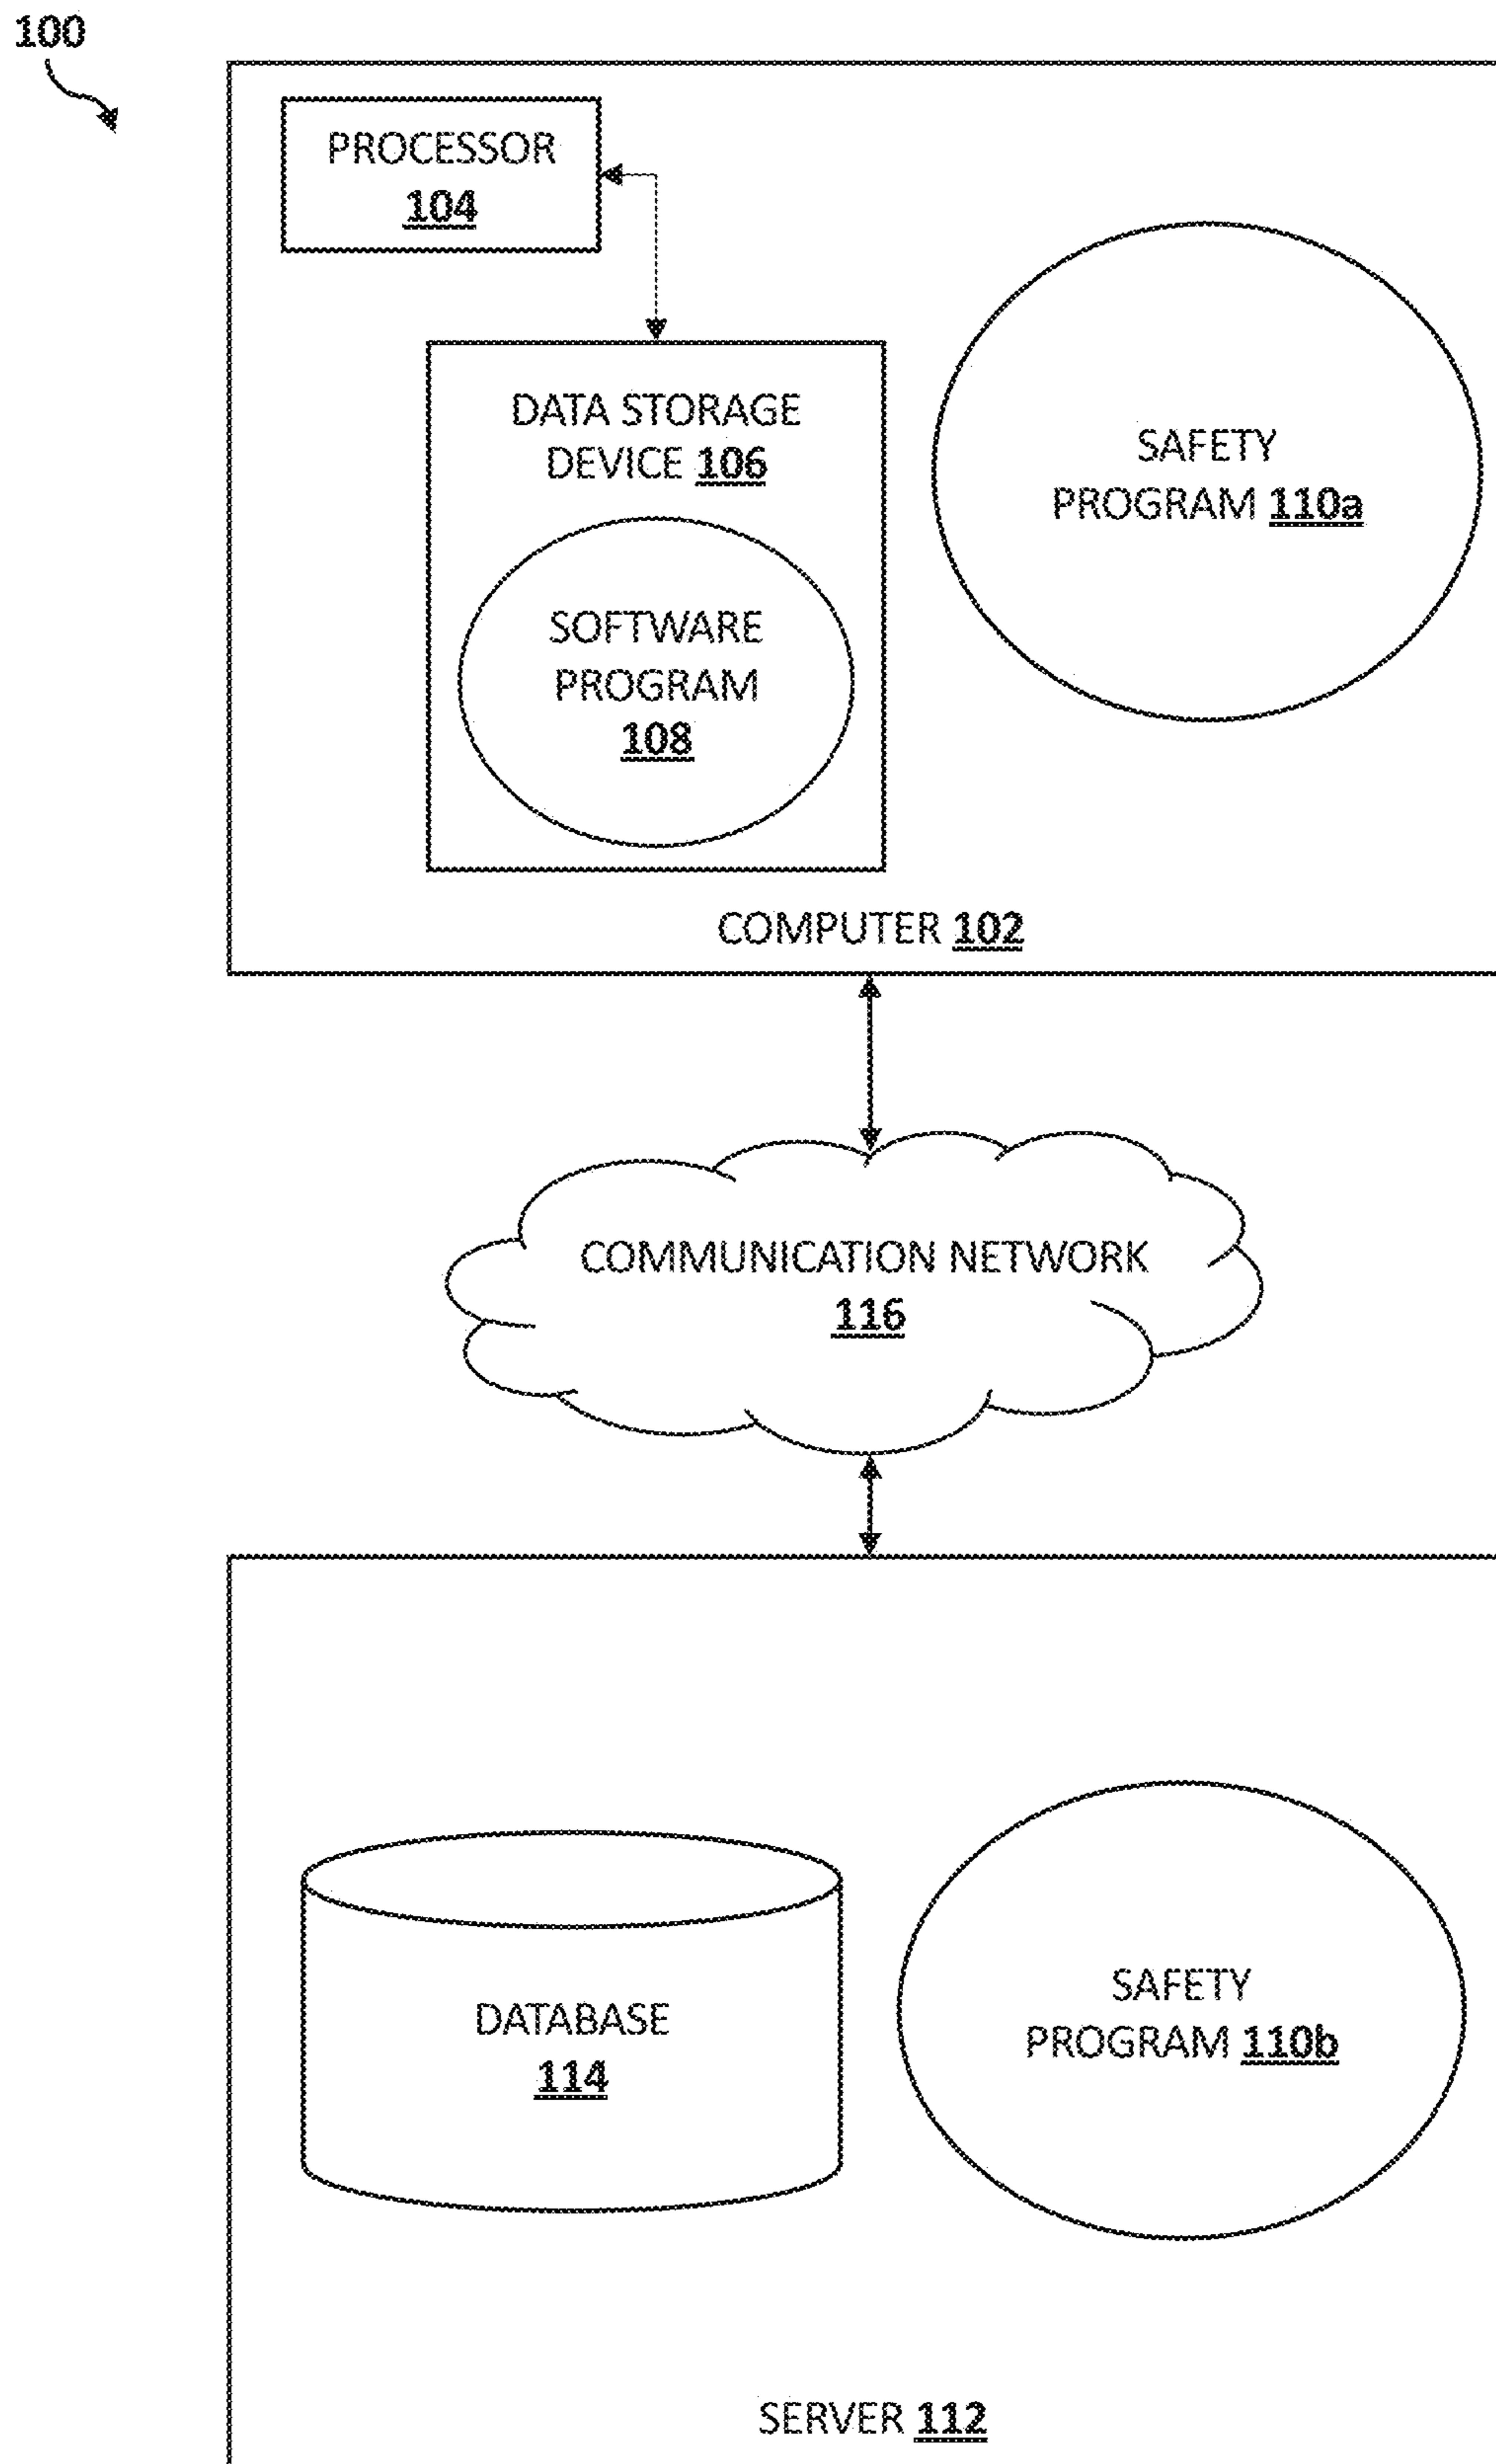 100
PROCESSOR
104
DATA STORAGE
DEVICE 106
SOFTWARE
PROGRAM
108
SAFETY
PROGRAM 110a
COMPUTER 102
COMMUNICATION NETWORK
116
DATABASE
114
SAFETY
PROGRAM 110b
SERVER 112